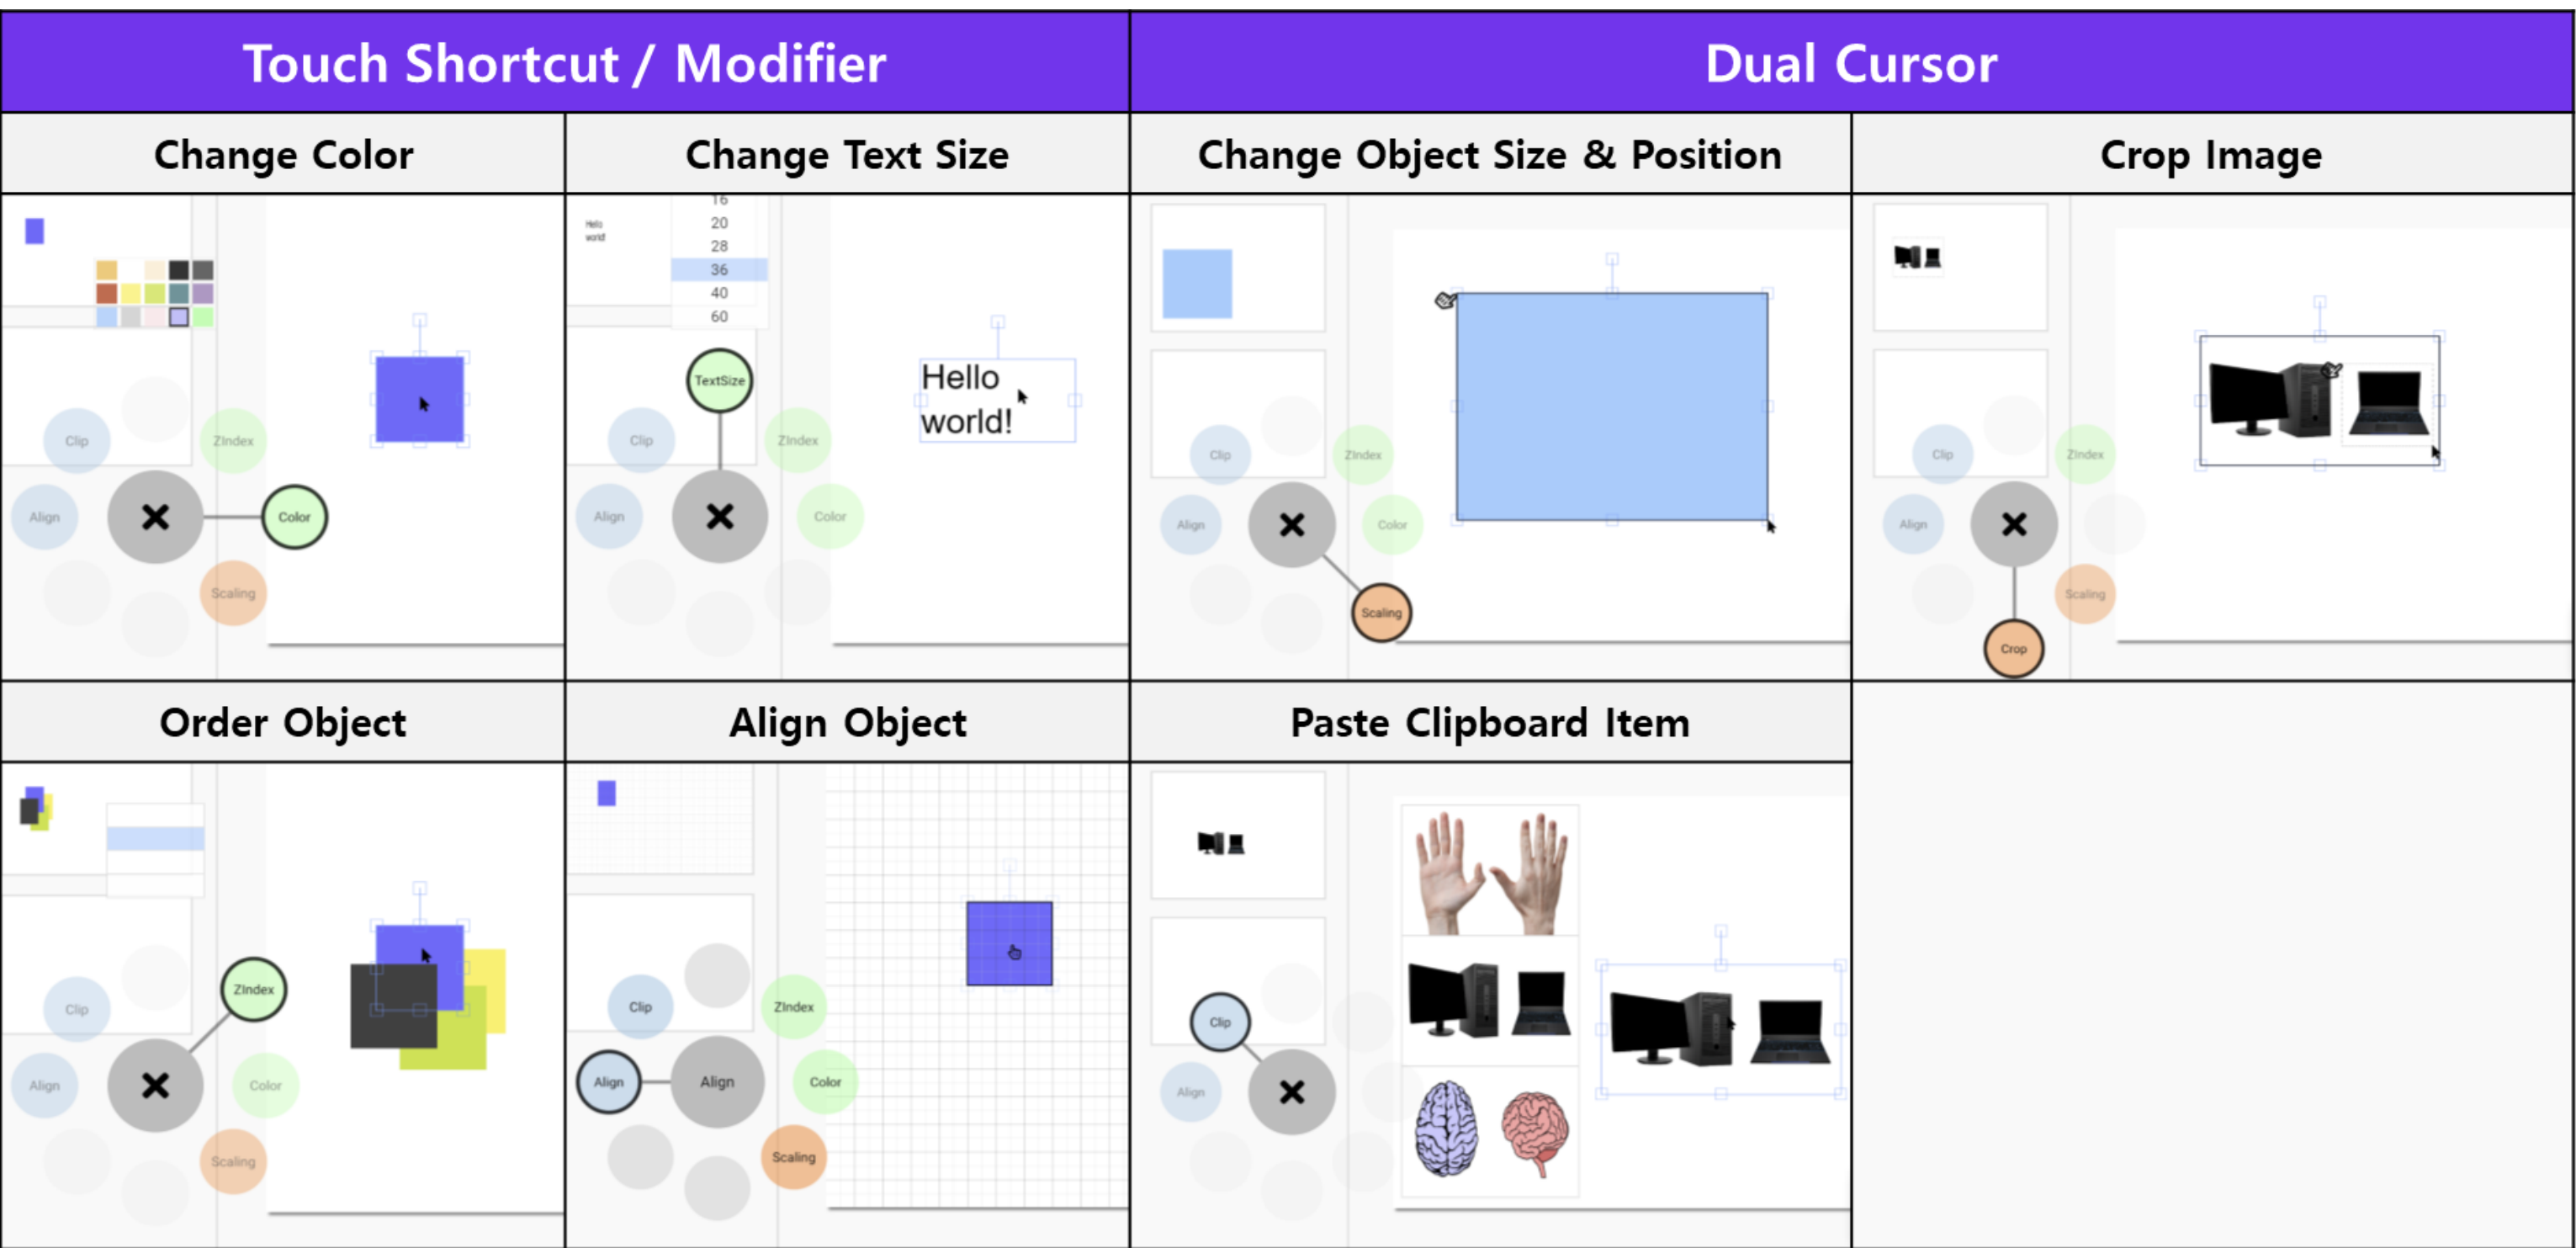 Touch Shortcut / Modifier
Dual Cursor
Change Color
Change Text Size
Change Object Size & Position
Crop Image
Clip
ZIndex
Align
Color
Scaling
Hello
world!
16
20
28
36
40
60
TextSize
Hello
world!
Clip
ZIndex
Align
Color
Clip
ZIndex
Align
Color
Scaling
Clip
ZIndex
Align
Scaling
Crop
Order Object
Align Object
Paste Clipboard Item
ZIndex
Clip
Align
Color
Scaling
Clip
ZIndex
Align
Align
Color
Scaling
Clip
Align